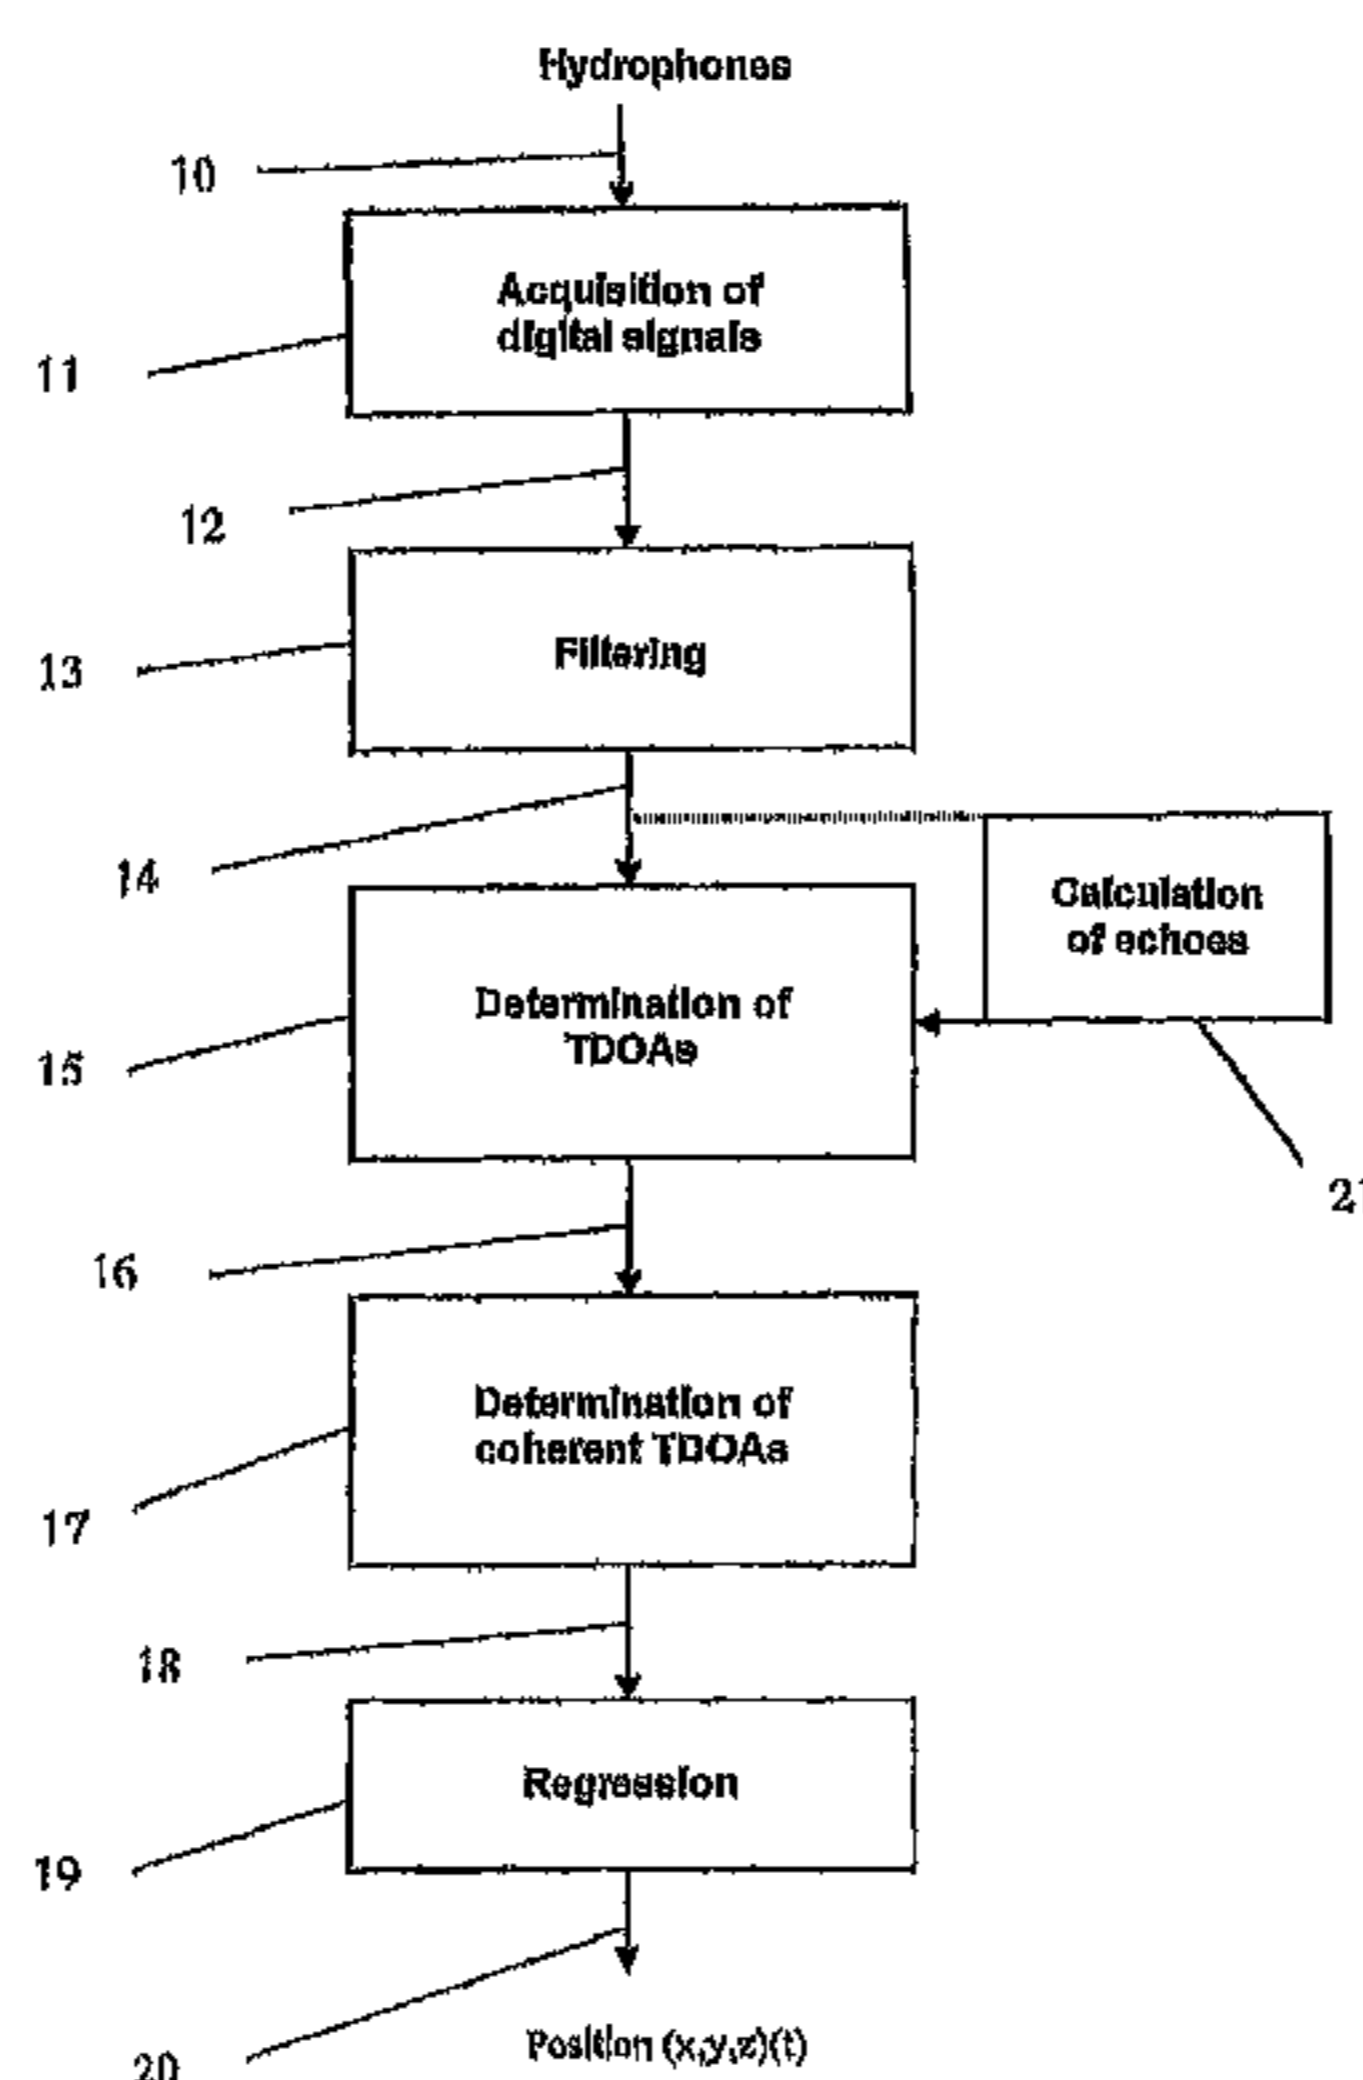 Hydrophones
10
Acquisition of
digital signals
11
12
Filtering
13
14
Calculation
of echoes
Determination of
TDOAs
15
21
16
Determination of
coherent TDOAs
17
18
Regression
19
20
Position (x,y,z)(t)